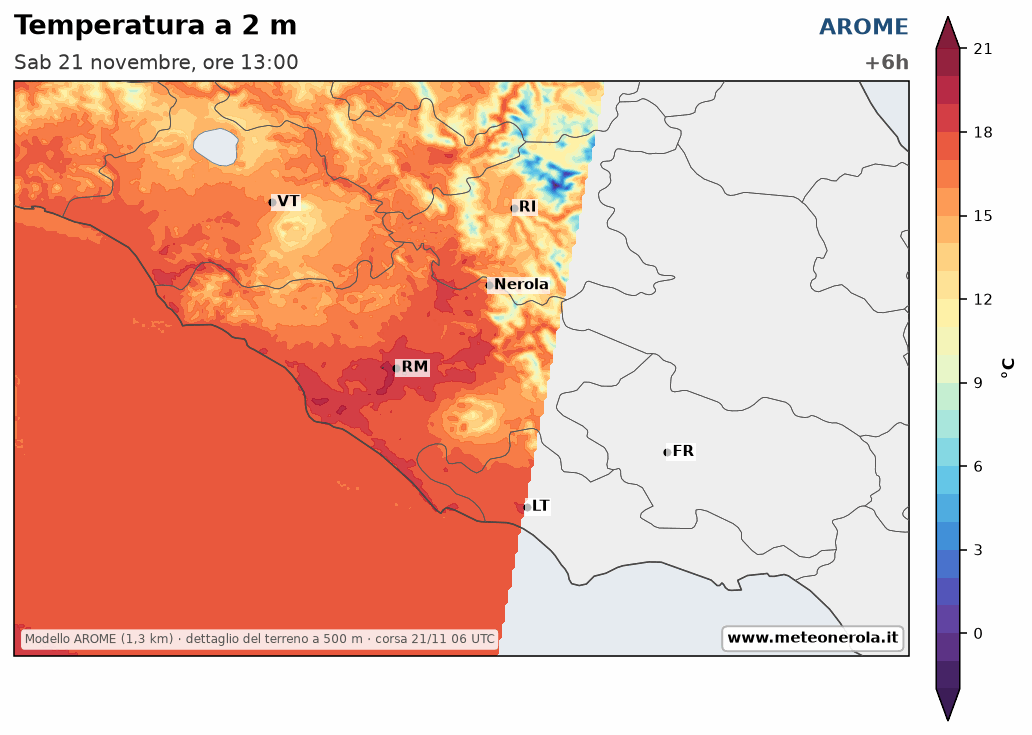 Temperatura a 2 m
AROME
Sab 21 novembre, ore 13:00
+6h
VT
RI
Nerola
RM
FR
LT
21
18
15
12
9
6
3
0
°C
Modello AROME (1,3 km) · dettaglio del terreno a 500 m · corsa 21/11 06 UTC
www.meteonerola.it